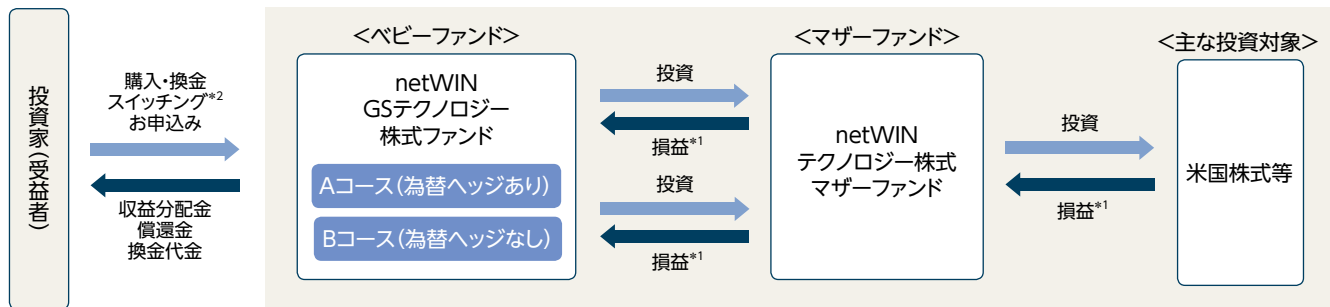 投資家(受益者)
購入・換金
スイッチング*2
お申込み
収益分配金
償還金
換金代金
＜ベビーファンド＞
netWIN
GSテクノロジー
株式ファンド
Aコース(為替ヘッジあり)
Bコース(為替ヘッジなし)
投資
損益*1
投資
損益*1
＜マザーファンド＞
netWIN
テクノロジー株式
マザーファンド
投資
損益*1
＜主な投資対象＞
米国株式等